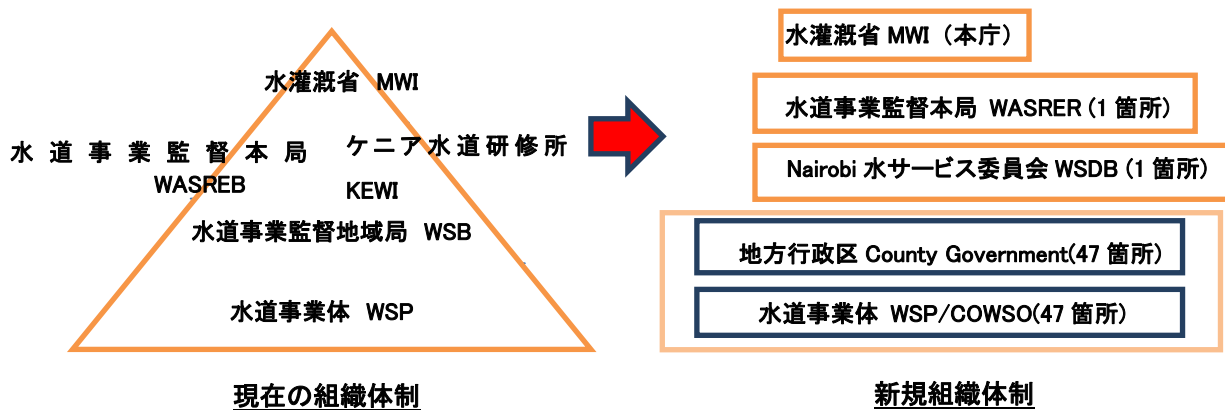 水灌漑省 MWI
水道事業監督本局
WASREB
ケニア水道研修所
KEWI
水道事業監督地域局 WSB
水道事業体 WSP
現在の組織体制
水灌漑省 MWI （本庁）
水道事業監督本局 WASRER (1 箇所)
Nairobi 水サービス委員会 WSDB (1 箇所)
地方行政区 County Government(47 箇所)
水道事業体 WSP/COWSO(47 箇所)
新規組織体制